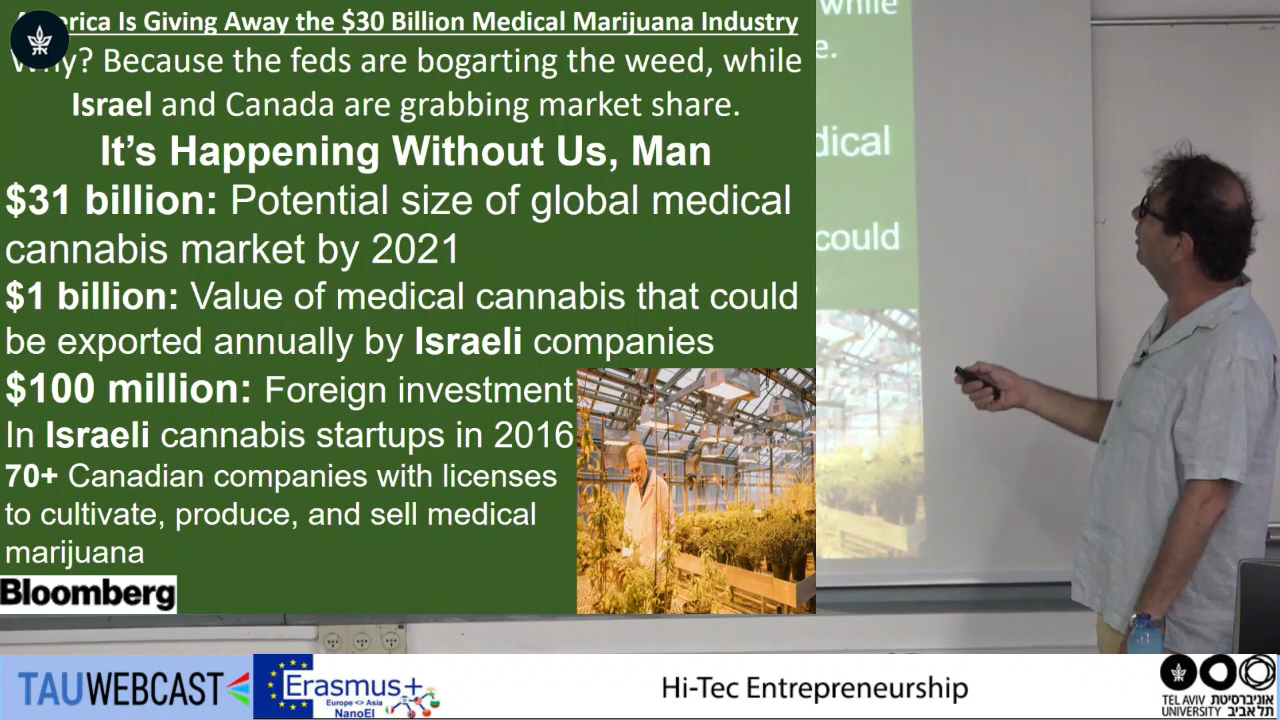 America Is Giving Away the $30 Billion Medical Marijuana Industry
Why? Because the feds are bogarting the weed, while
Israel and Canada are grabbing market share.
It's Happening Without Us, Man
$31 billion: Potential size of global medical
cannabis market by 2021
$1 billion: Value of medical cannabis that could
be exported annually by Israeli companies
$100 million: Foreign investment
In Israeli cannabis startups in 2016
70+ Canadian companies with licenses
to cultivate, produce, and sell medical
marijuana
Bloomberg
while
e.
dical
could
TAUWEBCAST
Erasmus+
Europe <> Asia
NanoEl
Hi-Tec Entrepreneurship
TEL AVIV אוניברסיטת
UNIVERSITY תל אביב